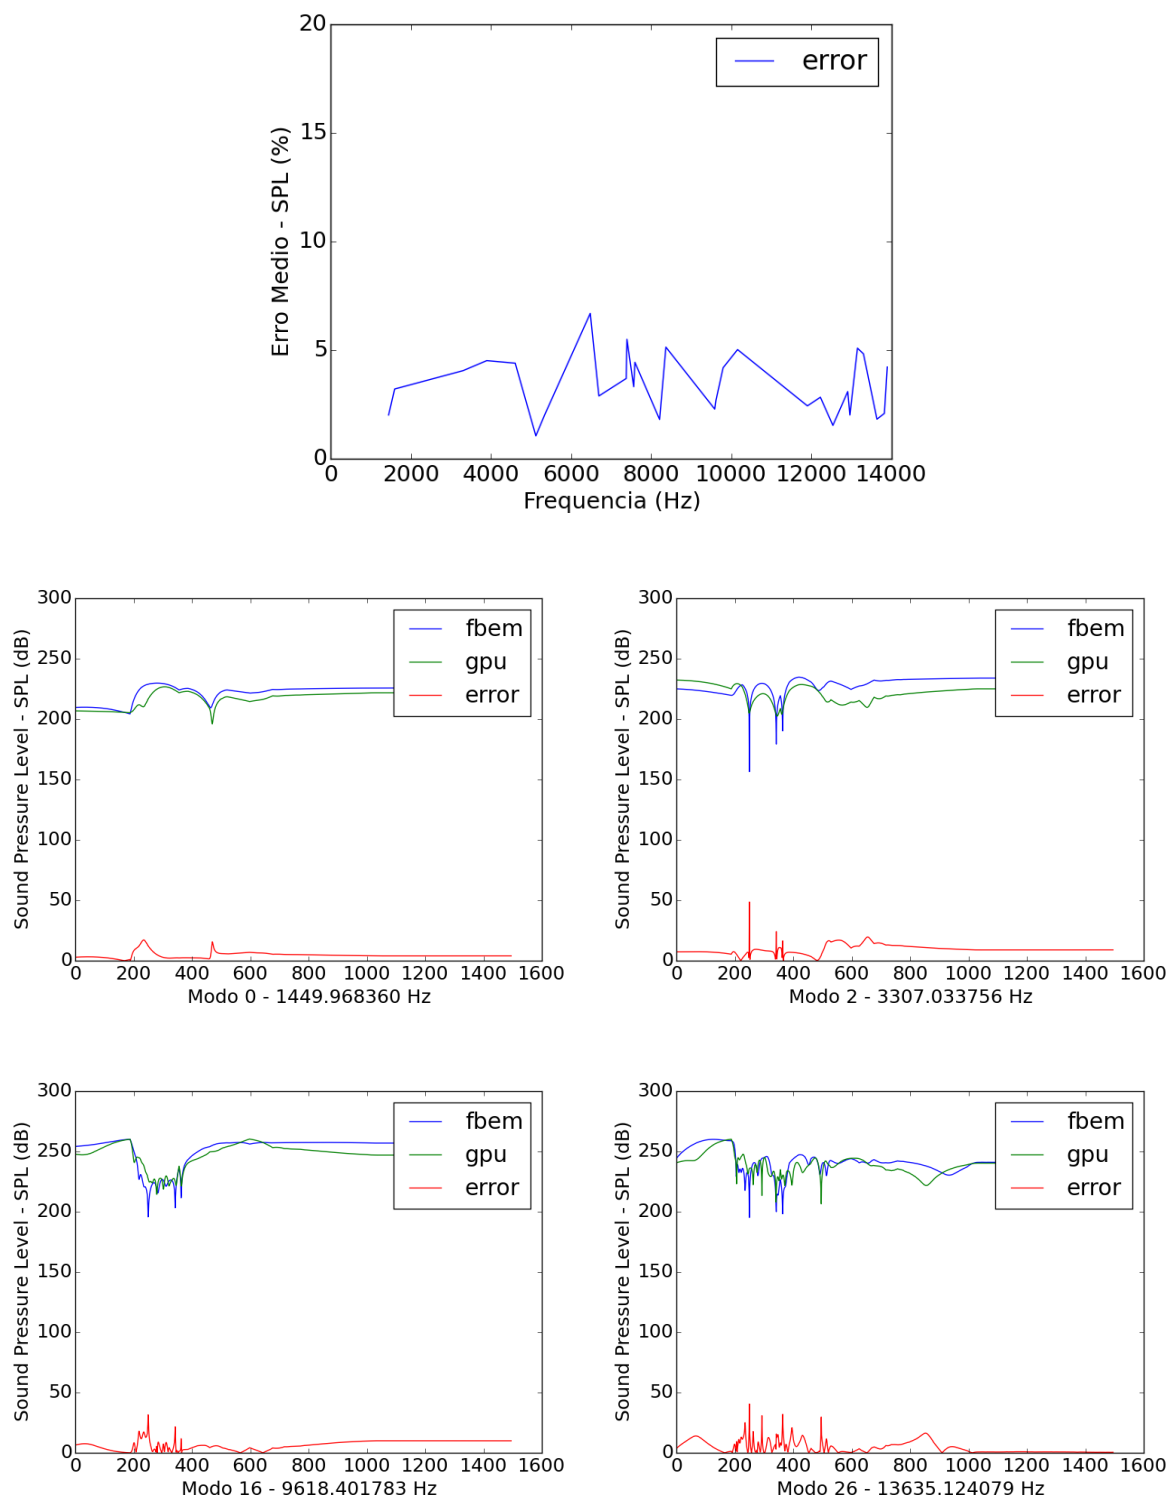 20
error
15
Erro Medio - SPL (%)
10
5
0
0 2000 4000 6000 8000 10000 12000 14000
Frequencia (Hz)
300
fbem
gpu
error
250
200
150
100
50
0
Sound Pressure Level - SPL (dB)
0 200 400 600 800 1000 1200 1400 1600
Modo 0 - 1449.968360 Hz
300
fbem
gpu
error
250
200
150
100
50
0
Sound Pressure Level - SPL (dB)
0 200 400 600 800 1000 1200 1400 1600
Modo 2 - 3307.033756 Hz
300
fbem
gpu
error
250
200
150
100
50
0
Sound Pressure Level - SPL (dB)
0 200 400 600 800 1000 1200 1400 1600
Modo 16 - 9618.401783 Hz
300
fbem
gpu
error
250
200
150
100
50
0
Sound Pressure Level - SPL (dB)
0 200 400 600 800 1000 1200 1400 1600
Modo 26 - 13635.124079 Hz